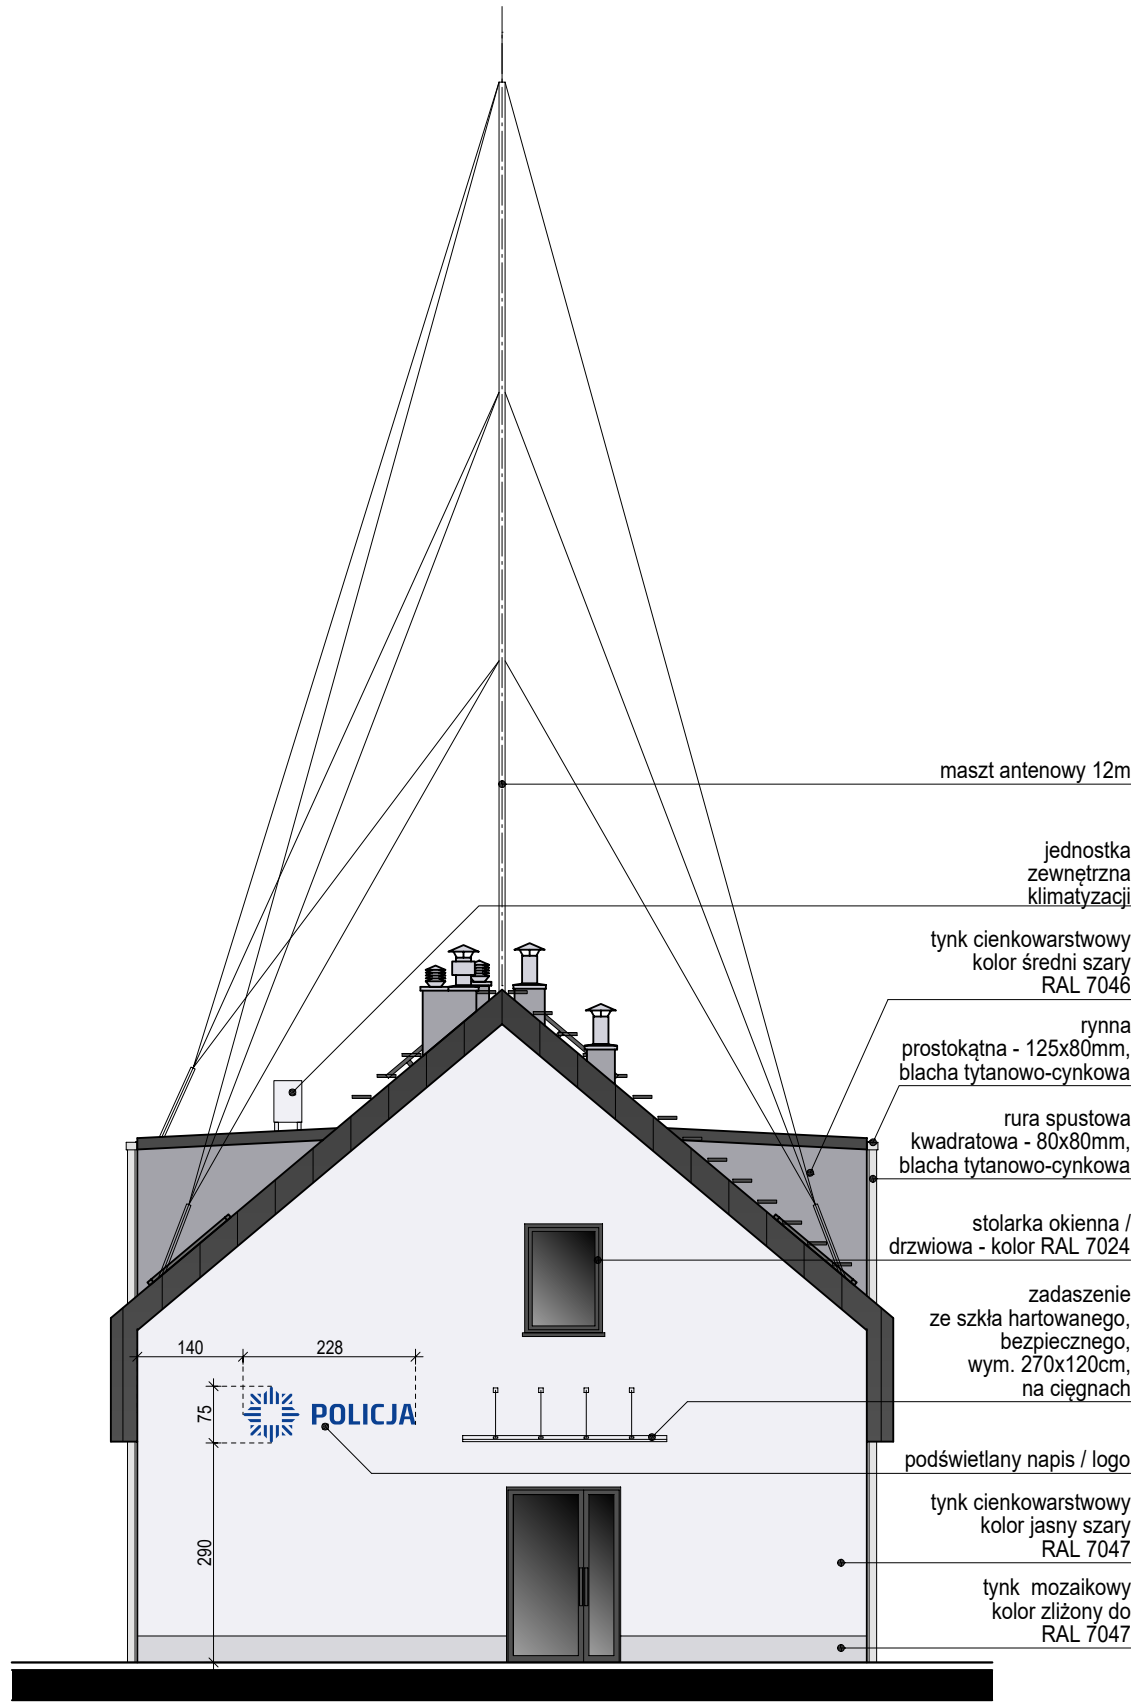 maszt antenowy 12m
jednostka
zewnętrzna
klimatyzacji
tynk cienkowarstwowy
kolor średni szary
RAL 7046
rynna
prostokątna - 125x80mm,
blacha tytanowo-cynkowa
rura spustowa
kwadratowa - 80x80mm,
blacha tytanowo-cynkowa
stolarka okienna /
drzwiowa - kolor RAL 7024
zadaszenie
ze szkła hartowanego,
bezpiecznego,
wym. 270x120cm,
na cięgnach
140
228
75
POLICJA
podświetlany napis / logo
tynk cienkowarstwowy
kolor jasny szary
RAL 7047
290
tynk mozaikowy
kolor zliżony do
RAL 7047